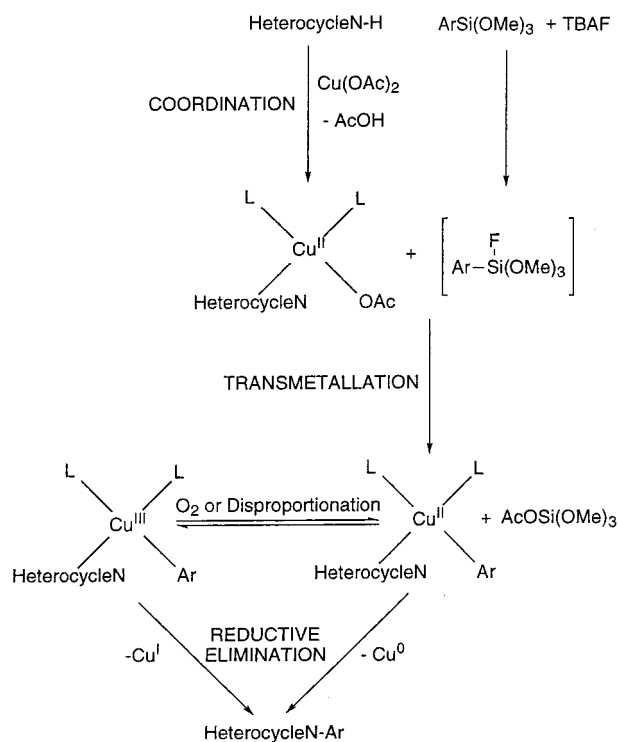 HeterocycleN-H
ArSi(OMe)₃ + TBAF
Cu(OAc)₂
COORDINATION
- AcOH
L L
Cuᴵᴵ
+
F
Ar–Si(OMe)₃
HeterocycleN OAc
TRANSMETALLATION
L L
L L
O₂ or Disproportionation
Cuᴵᴵᴵ
Cuᴵᴵ
+ AcOSi(OMe)₃
HeterocycleN Ar
HeterocycleN Ar
REDUCTIVE
ELIMINATION
-Cuᴵ
- Cu⁰
HeterocycleN-Ar